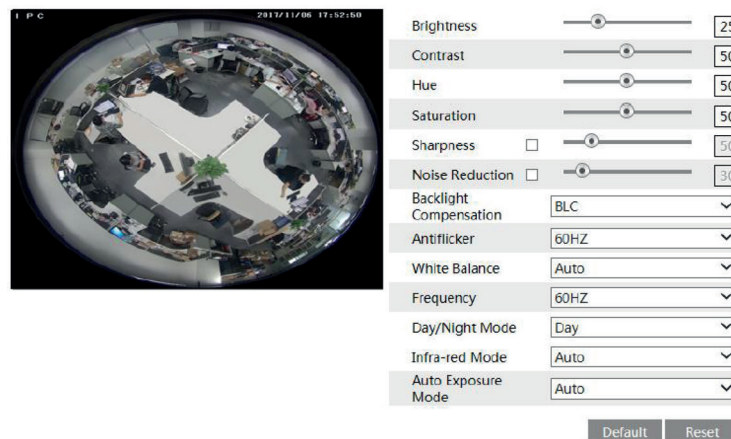 I P C
2017/11/06 17:52:50
Brightness 25
Contrast 50
Hue 50
Saturation 50
Sharpness 50
Noise Reduction 30
Backlight Compensation BLC
Antiflicker 60HZ
White Balance Auto
Frequency 60HZ
Day/Night Mode Day
Infra-red Mode Auto
Auto Exposure Mode Auto
Default Reset